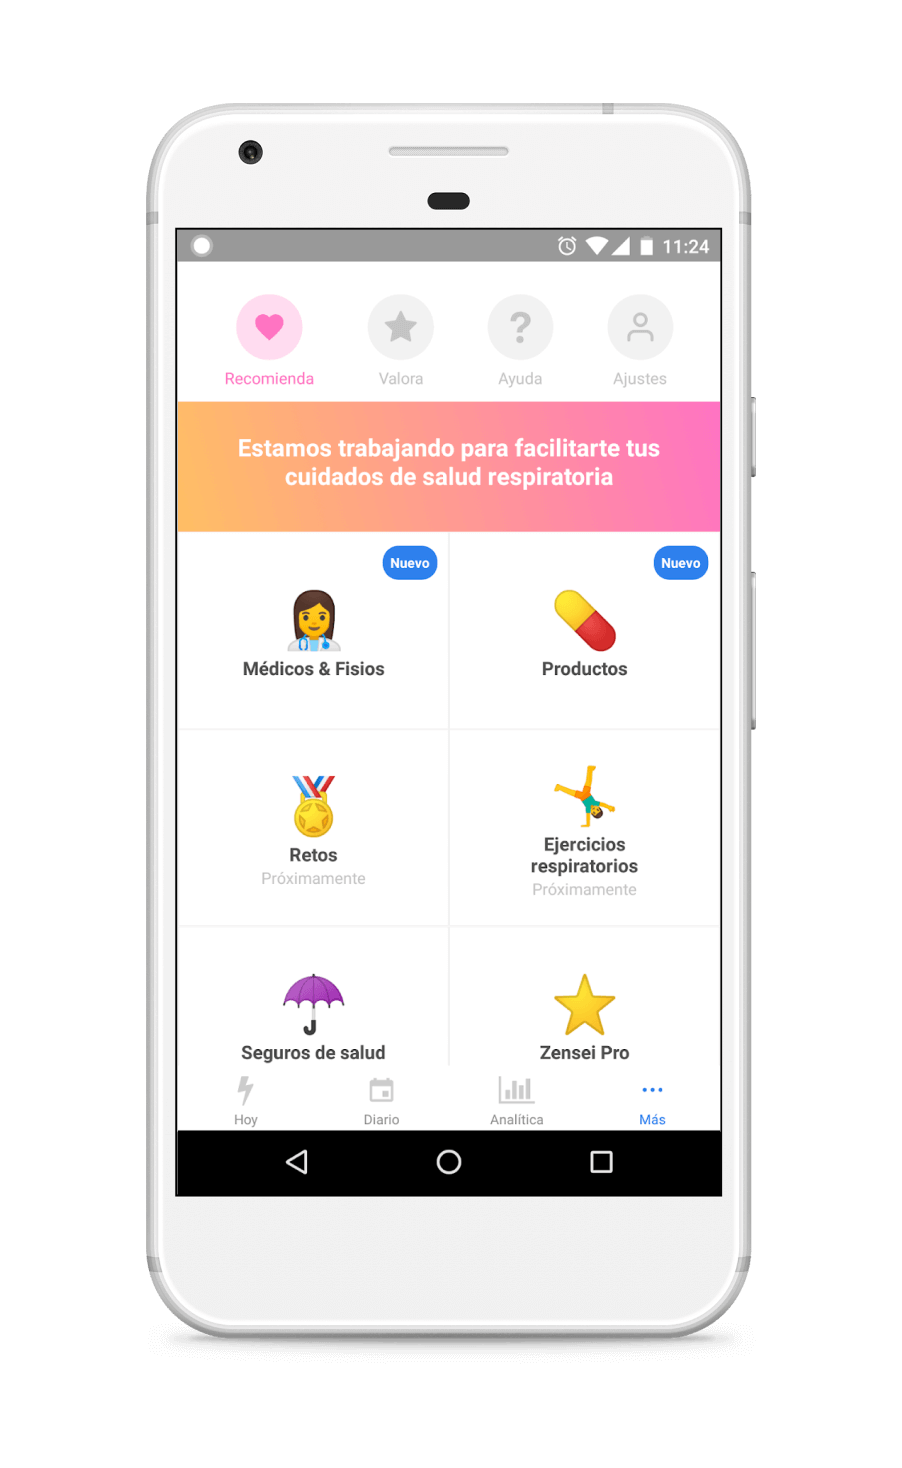 11:24
Recomienda
Valora
Ayuda
Ajustes
Estamos trabajando para facilitarte tus
cuidados de salud respiratoria
Nuevo
Médicos & Fisios
Nuevo
Productos
Retos
Próximamente
Ejercicios
respiratorios
Próximamente
Seguros de salud
Zensei Pro
Hoy
Diario
Analítica
Más